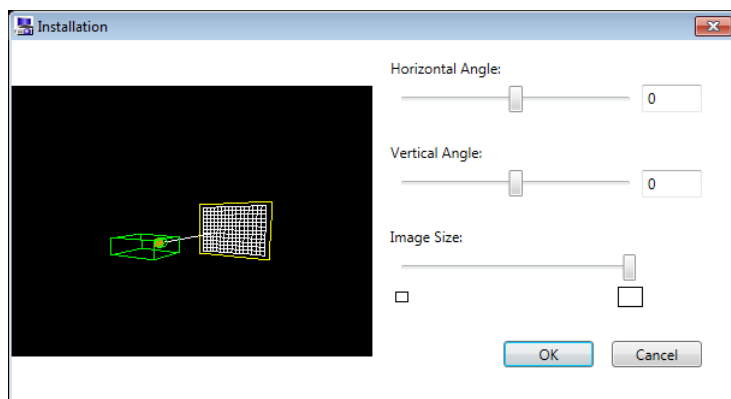 Installation
Horizontal Angle:
0
Vertical Angle:
0
Image Size:
OK
Cancel